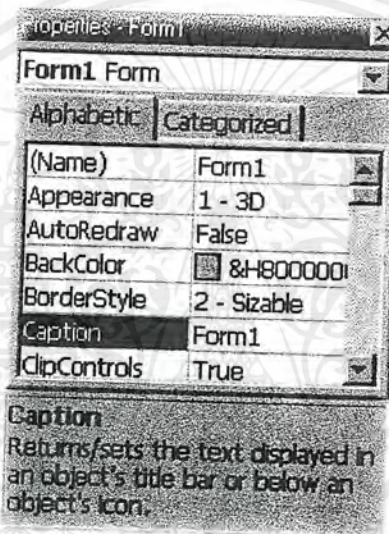 Properties - Form1
Form1 Form
Alphabetic Categorized
(Name) Form1
Appearance 1 - 3D
AutoRedraw False
BackColor &H800000
BorderStyle 2 - Sizable
Caption Form1
ClipControls True
Caption
Returns/sets the text displayed in
an object's title bar or below an
object's icon.